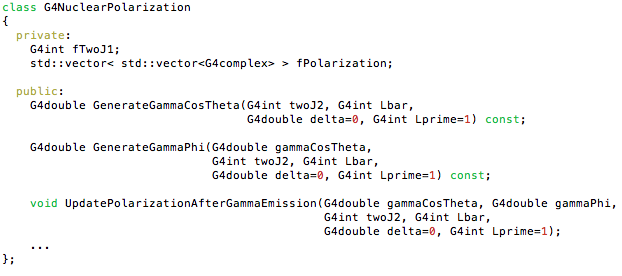 class G4NuclearPolarization
{
  private:
    G4int fTwoJ1;
    std::vector< std::vector<G4complex> > fPolarization;

  public:
    G4double GenerateGammaCosTheta(G4int twoJ2, G4int Lbar,
                                   G4double delta=0, G4int Lprime=1) const;

    G4double GenerateGammaPhi(G4double gammaCosTheta,
                              G4int twoJ2, G4int Lbar,
                              G4double delta=0, G4int Lprime=1) const;

    void UpdatePolarizationAfterGammaEmission(G4double gammaCosTheta, G4double gammaPhi,
                                              G4int twoJ2, G4int Lbar,
                                              G4double delta=0, G4int Lprime=1);
    ...
};